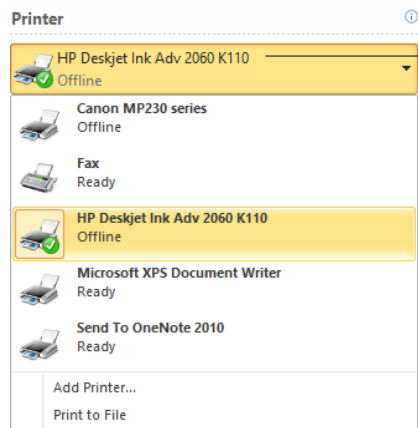 Printer
HP Deskjet Ink Adv 2060 K110
Offline
Canon MP230 series
Offline
Fax
Ready
HP Deskjet Ink Adv 2060 K110
Offline
Microsoft XPS Document Writer
Ready
Send To OneNote 2010
Ready
Add Printer...
Print to File